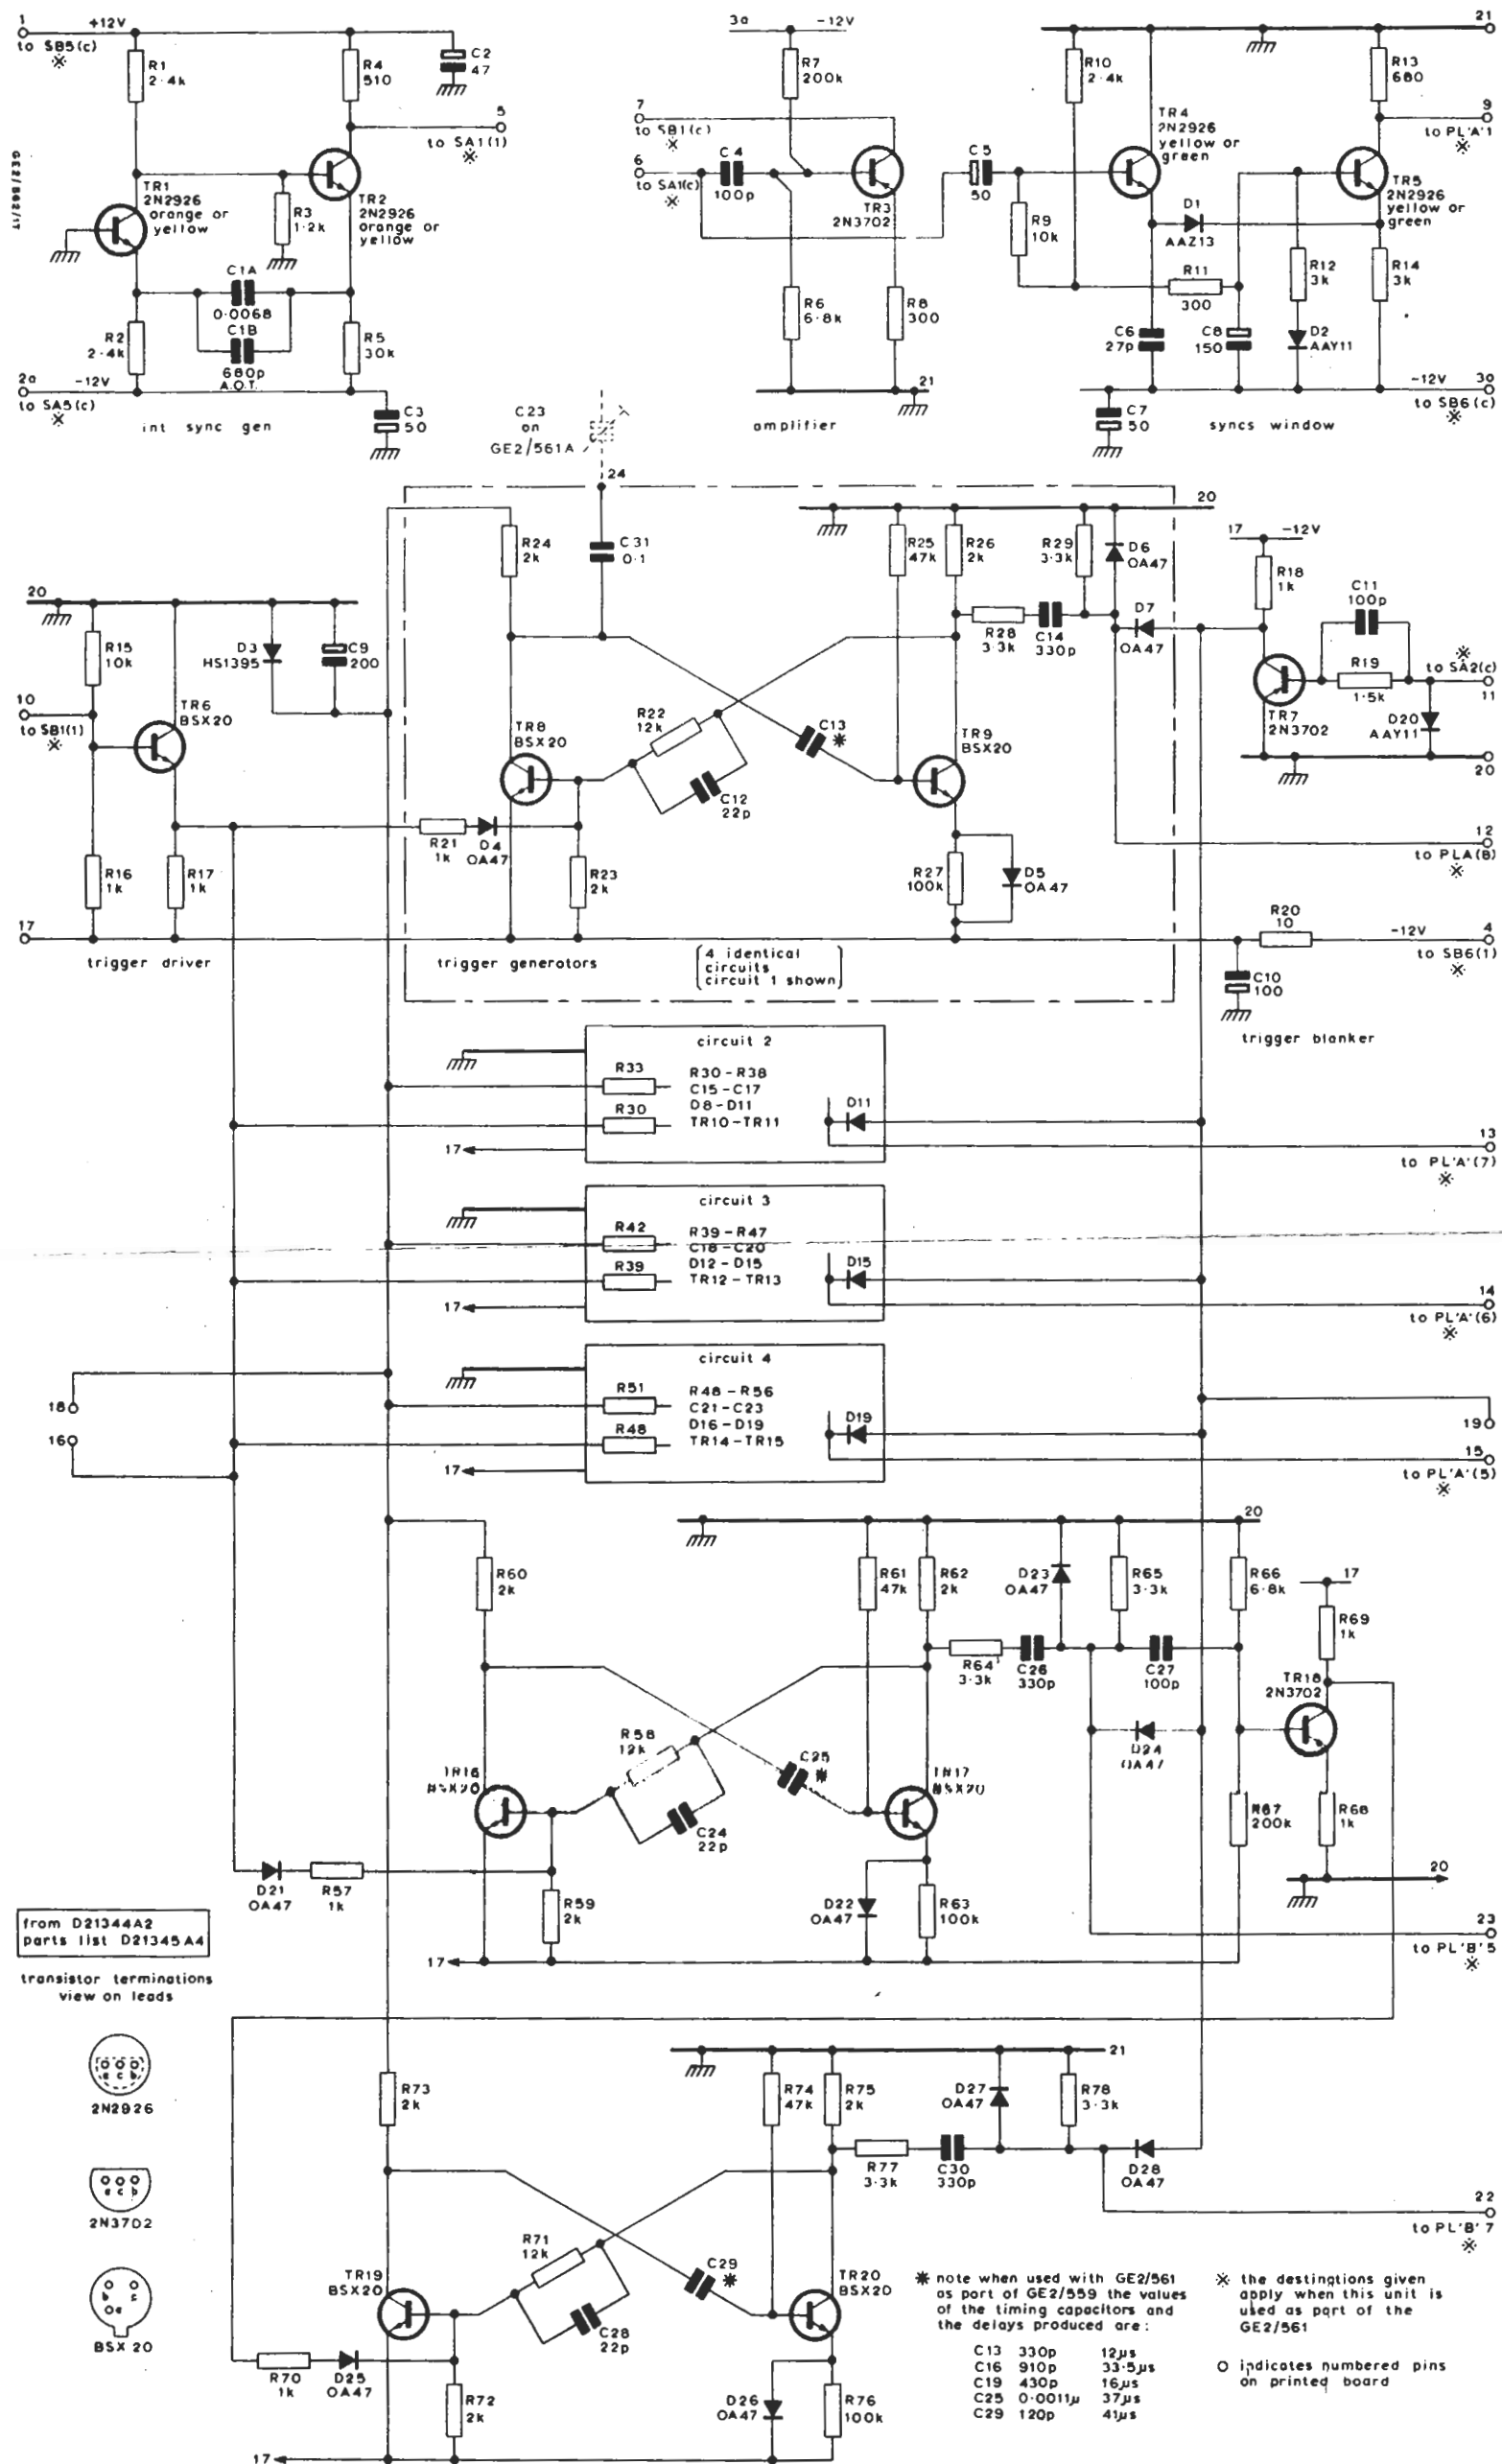 1
+12V
to SB5(c)
※
R1
2·4k
R4
510
C2
47
5
to SA1(1)
※
GE2/562/1T
TR1
2N2926
orange or
yellow
R3
1·2k
TR2
2N2926
orange or
yellow
C1A
0·0068
C1B
680p
A.O.T.
R2
2·4k
R5
30k
2a
-12V
to SA5(c)
※
int sync gen
C3
50
3a
-12V
R7
200k
7
to SB1(c)
※
6
to SA1(c)
※
C4
100p
TR3
2N3702
R6
6·8k
R8
300
21
amplifier
C5
50
21
R10
2·4k
R13
680
TR4
2N2926
yellow or
green
9
to PL'A'1
※
R9
10k
D1
AAZ13
TR5
2N2926
yellow or
green
R11
300
R12
3k
R14
3k
C6
27p
C8
150
D2
AAY11
-12V
3a
to SB6(c)
※
C7
50
syncs window
C23
on
GE2/561A
24
20
R24
2k
C31
0·1
R25
47k
R26
2k
R29
3·3k
D6
OA47
17
-12V
R18
1k
C11
100p
20
R15
10k
D3
HS1395
C9
200
R28
3·3k
C14
330p
D7
OA47
R19
1·5k
※
to SA2(c)
11
10
to SB1(1)
※
TR6
BSX20
R22
12k
C13
✱
TR8
BSX20
TR9
BSX20
TR7
2N3702
D20
AAY11
20
C12
22p
R21
1k
D4
OA47
12
to PLA(8)
※
R16
1k
R17
1k
R23
2k
R27
100k
D5
OA47
R20
10
17
-12V
4
to SB6(1)
※
trigger driver
trigger generators
4 identical
circuits
circuit 1 shown
C10
100
trigger blanker
circuit 2
R33
R30
R30-R38
C15-C17
D8-D11
TR10-TR11
D11
17
13
to PL'A'(7)
※
circuit 3
R42
R39
R39-R47
C18-C20
D12-D15
TR12-TR13
D15
17
14
to PL'A'(6)
※
circuit 4
R51
R48
R48-R56
C21-C23
D16-D19
TR14-TR15
D19
17
18
16
19
15
to PL'A'(5)
※
20
R60
2k
R61
47k
R62
2k
D23
OA47
R65
3·3k
R66
6·8k
17
R69
1k
R64
3·3k
C26
330p
C27
100p
TR18
2N3702
R58
12k
C25
✱
D24
OA47
TR16
BSX20
TR17
BSX20
C24
22p
R67
200k
R68
1k
D21
OA47
R57
1k
R59
2k
D22
OA47
R63
100k
20
23
to PL'B'5
※
17
from D21344A2
parts list D21345A4
transistor terminations
view on leads
e c b
2N2926
e c b
2N3702
b c
e
BSX 20
21
R73
2k
R74
47k
R75
2k
D27
OA47
R78
3·3k
R77
3·3k
C30
330p
D28
OA47
22
to PL'B'7
※
R71
12k
C29
✱
TR19
BSX20
TR20
BSX20
C28
22p
R70
1k
D25
OA47
R72
2k
D26
OA47
R76
100k
17
✱ note when used with GE2/561
as part of GE2/559 the values
of the timing capacitors and
the delays produced are:
C13 330p 12µs
C16 910p 33·5µs
C19 430p 16µs
C25 0·0011µ 37µs
C29 120p 41µs
※ the destinations given
apply when this unit is
used as part of the
GE2/561
O indicates numbered pins
on printed board